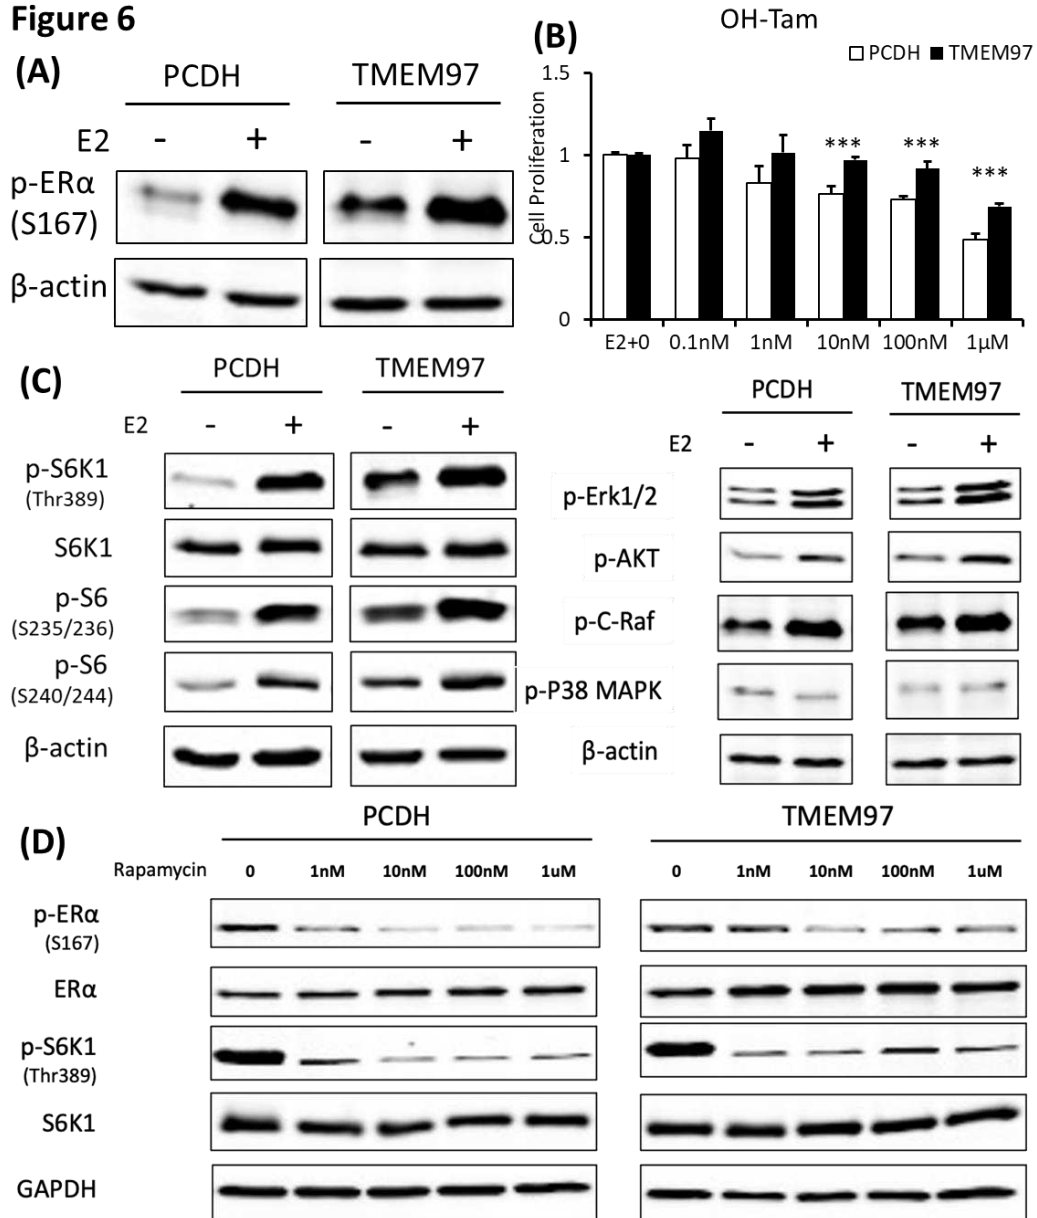 Figure 6
(A)
PCDH
TMEM97
E2 - + - +
p-ERα
(S167)
β-actin
(B)
OH-Tam
PCDH TMEM97
Cell Proliferation
1.5
1
0.5
0
*** *** ***
E2+0 0.1nM 1nM 10nM 100nM 1µM
(C)
PCDH TMEM97
E2 - + - +
p-S6K1
(Thr389)
S6K1
p-S6
(S235/236)
p-S6
(S240/244)
β-actin
PCDH TMEM97
E2 - + - +
p-Erk1/2
p-AKT
p-C-Raf
p-P38 MAPK
β-actin
(D)
PCDH TMEM97
Rapamycin 0 1nM 10nM 100nM 1uM 0 1nM 10nM 100nM 1uM
p-ERα
(S167)
ERα
p-S6K1
(Thr389)
S6K1
GAPDH